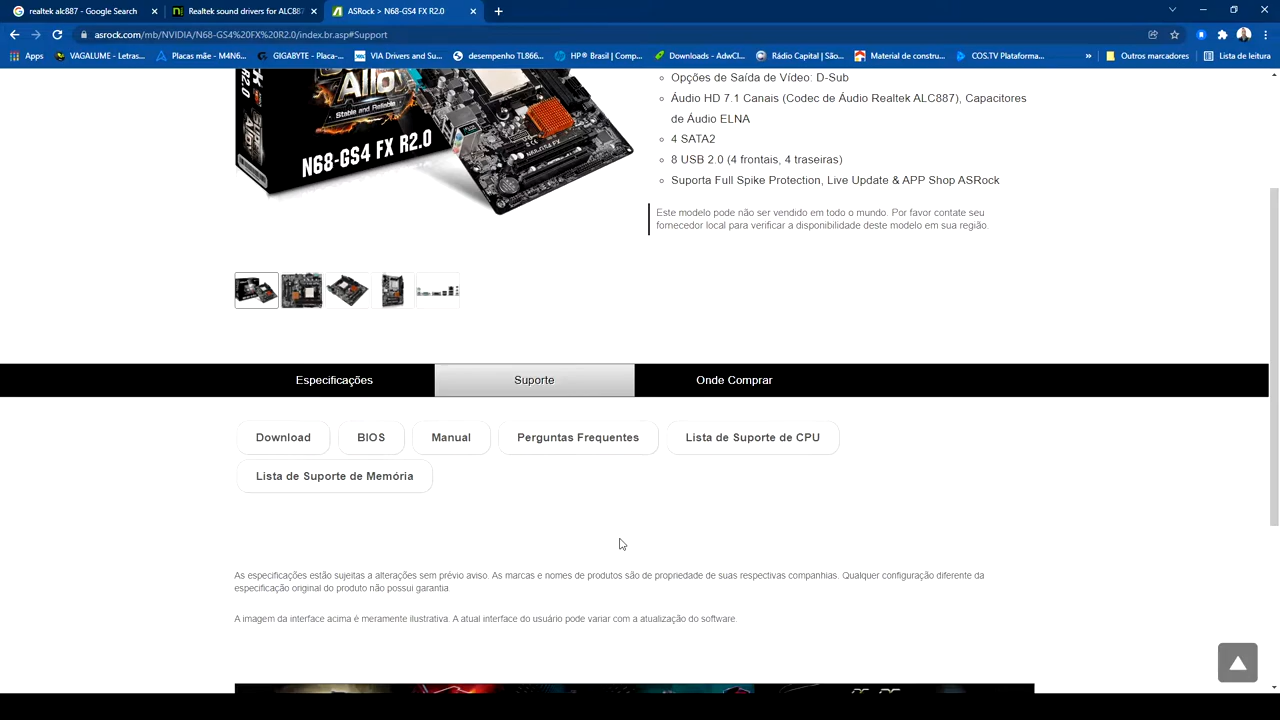 realtek alc887 - Google Search
Realtek sound drivers for ALC887
ASRock > N68-GS4 FX R2.0
asrock.com/mb/NVIDIA/N68-GS4%20FX%20R2.0/index.br.asp#Support
Apps
VAGALUME - Letras...
Placas mãe - M4N6...
GIGABYTE - Placa-...
VIA Drivers and Su...
desempenho TL866...
HP® Brasil | Comp...
Downloads - AdwCl...
Rádio Capital | São...
Material de constru...
COS.TV Plataforma...
»
Outros marcadores
Lista de leitura
Alloy
Stable and Reliable
N68-GS4 FX R2.0
Opções de Saída de Vídeo: D-Sub
Áudio HD 7.1 Canais (Codec de Áudio Realtek ALC887), Capacitores
de Áudio ELNA
4 SATA2
8 USB 2.0 (4 frontais, 4 traseiras)
Suporta Full Spike Protection, Live Update & APP Shop ASRock
Este modelo pode não ser vendido em todo o mundo. Por favor contate seu
fornecedor local para verificar a disponibilidade deste modelo em sua região.
Especificações
Suporte
Onde Comprar
Download
BIOS
Manual
Perguntas Frequentes
Lista de Suporte de CPU
Lista de Suporte de Memória
As especificações estão sujeitas a alterações sem prévio aviso. As marcas e nomes de produtos são de propriedade de suas respectivas companhias. Qualquer configuração diferente da
especificação original do produto não possui garantia
A imagem da interface acima é meramente ilustrativa. A atual interface do usuário pode variar com a atualização do software.